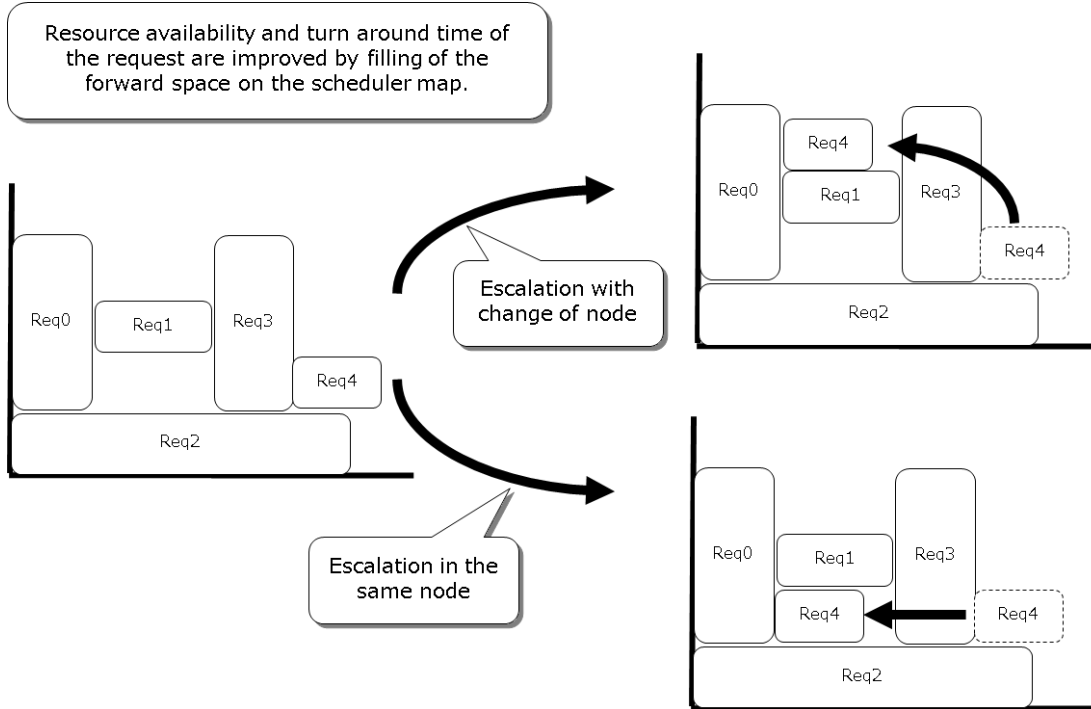 Resource availability and turn around time of
the request are improved by filling of the
forward space on the scheduler map.
Req0
Req1
Req3
Req4
Req2
Escalation with
change of node
Escalation in the
same node
Req0
Req4
Req1
Req3
Req4
Req2
Req0
Req1
Req3
Req4
Req4
Req2